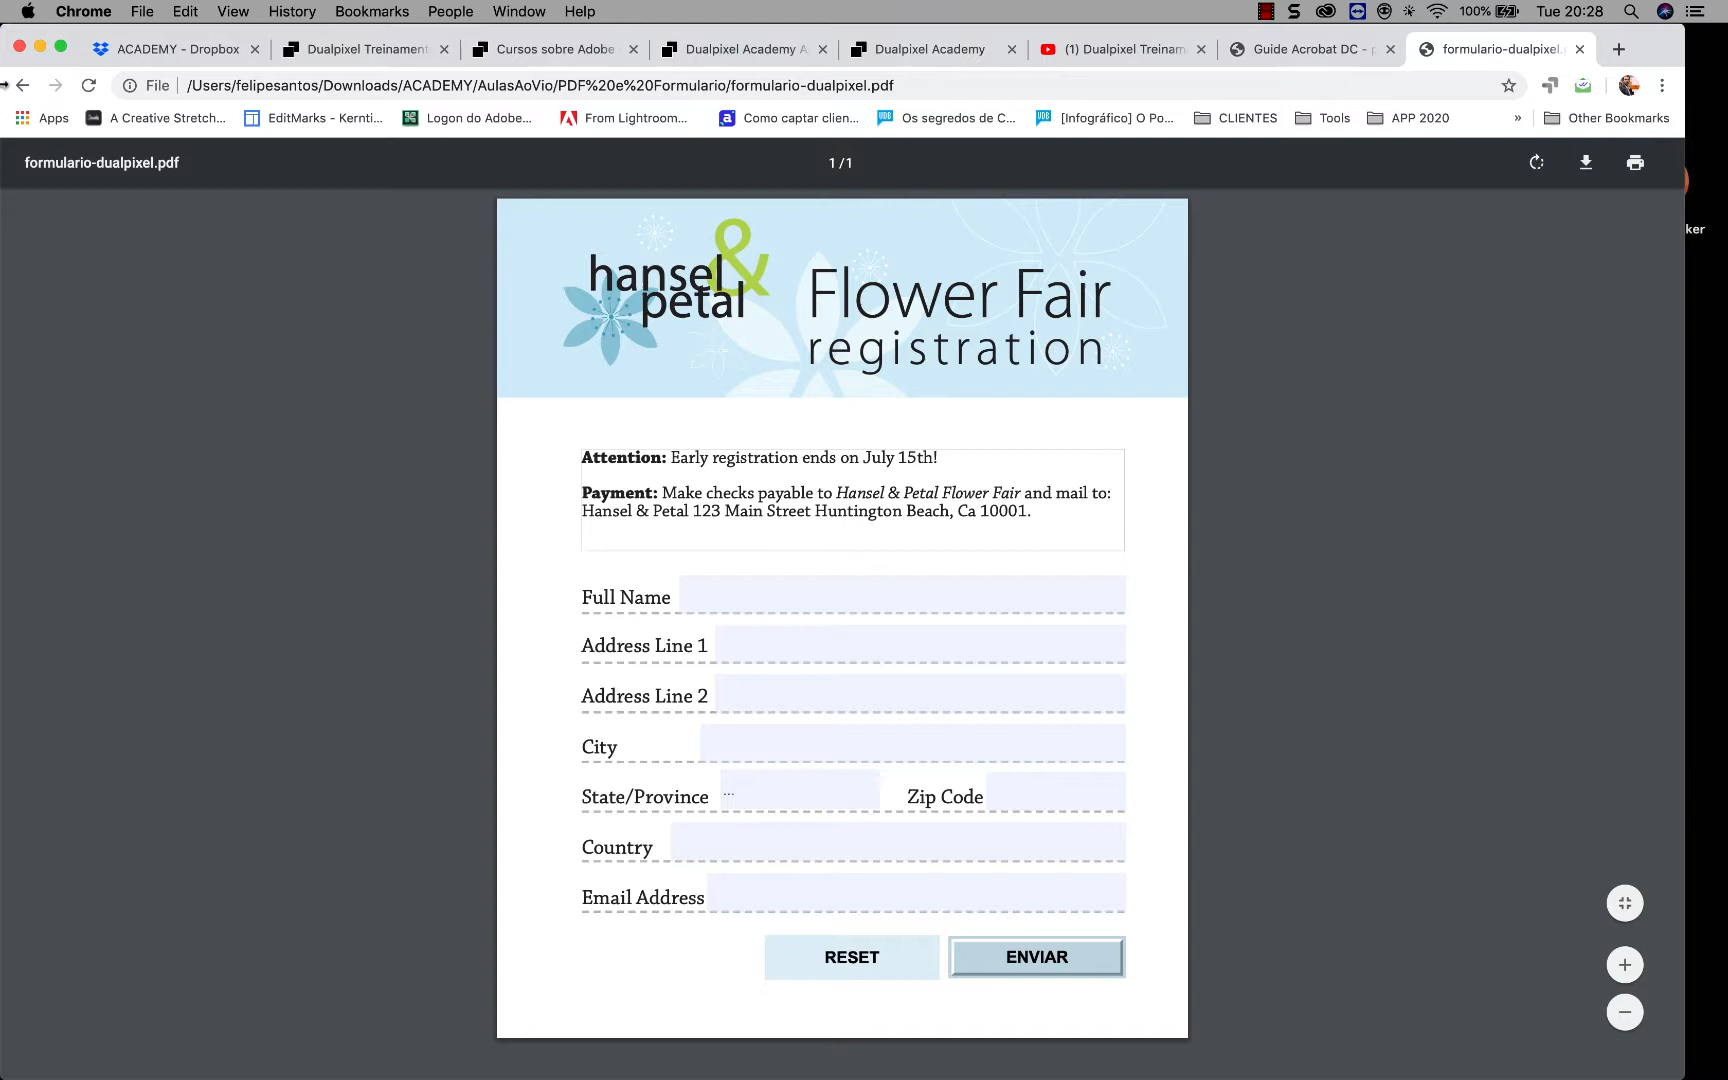 Chrome File Edit View History Bookmarks People Window Help 100% Tue 20:28
ACADEMY - Dropbox Dualpixel Treinament Cursos sobre Adobe Dualpixel Academy A Dualpixel Academy (1) Dualpixel Treinam Guide Acrobat DC - p formulario-dualpixel.
File /Users/felipesantos/Downloads/ACADEMY/AulasAoVio/PDF%20e%20Formulario/formulario-dualpixel.pdf
Apps A Creative Stretch... EditMarks - Kernti... Logon do Adobe... From Lightroom... Como captar clien... Os segredos de C... [Infográfico] O Po... CLIENTES Tools APP 2020 » Other Bookmarks
formulario-dualpixel.pdf 1 / 1
ker
hansel & petal
Flower Fair
registration
Attention: Early registration ends on July 15th!
Payment: Make checks payable to Hansel & Petal Flower Fair and mail to:
Hansel & Petal 123 Main Street Huntington Beach, Ca 10001.
Full Name
Address Line 1
Address Line 2
City
State/Province ... Zip Code
Country
Email Address
RESET ENVIAR